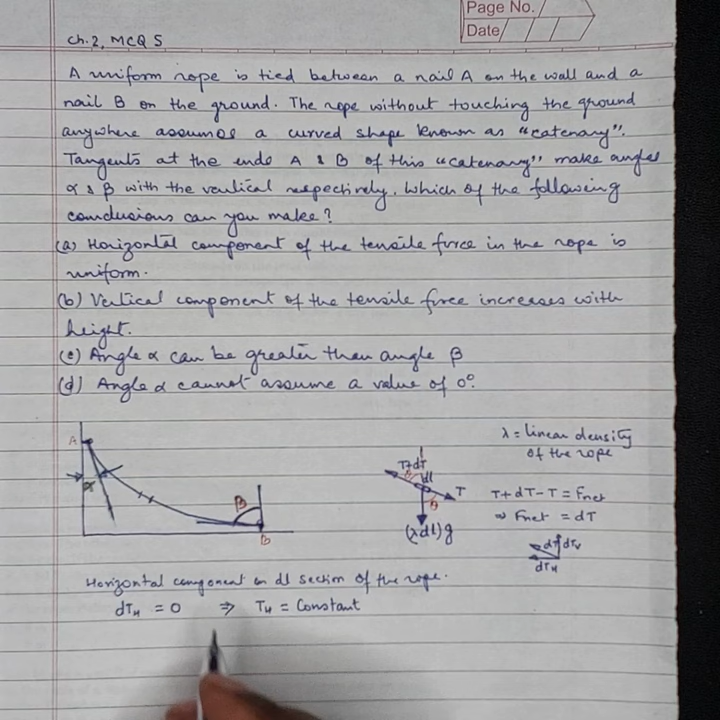 Page No.
Date
Ch.2, MCQ 5
A uniform rope is tied between a nail A on the wall and a
nail B on the ground. The rope without touching the ground
anywhere assumes a curved shape known as "catenary".
Tangents at the ends A & B of this "catenary" make angles
α & β with the vertical respectively. Which of the following
conclusions can you make?
(a) Horizontal component of the tensile force in the rope is
uniform.
(b) Vertical component of the tensile force increases with
height.
(c) Angle α can be greater than angle β
(d) Angle α cannot assume a value of 0°.
A
α
β
B
T+dT
θ
dl
T
θ
(λdl)g
λ = linear density
of the rope
T+dT-T = Fnet
⇒ Fnet = dT
dT
dTv
dTH
Horizontal component on dl section of the rope.
dTH = 0 ⇒ TH = Constant